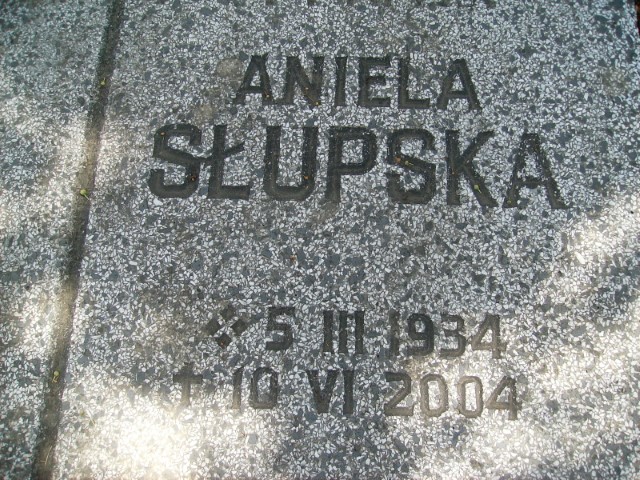 ANIELA
SŁUPSKA
5 III 1934
† 10 VI 2004